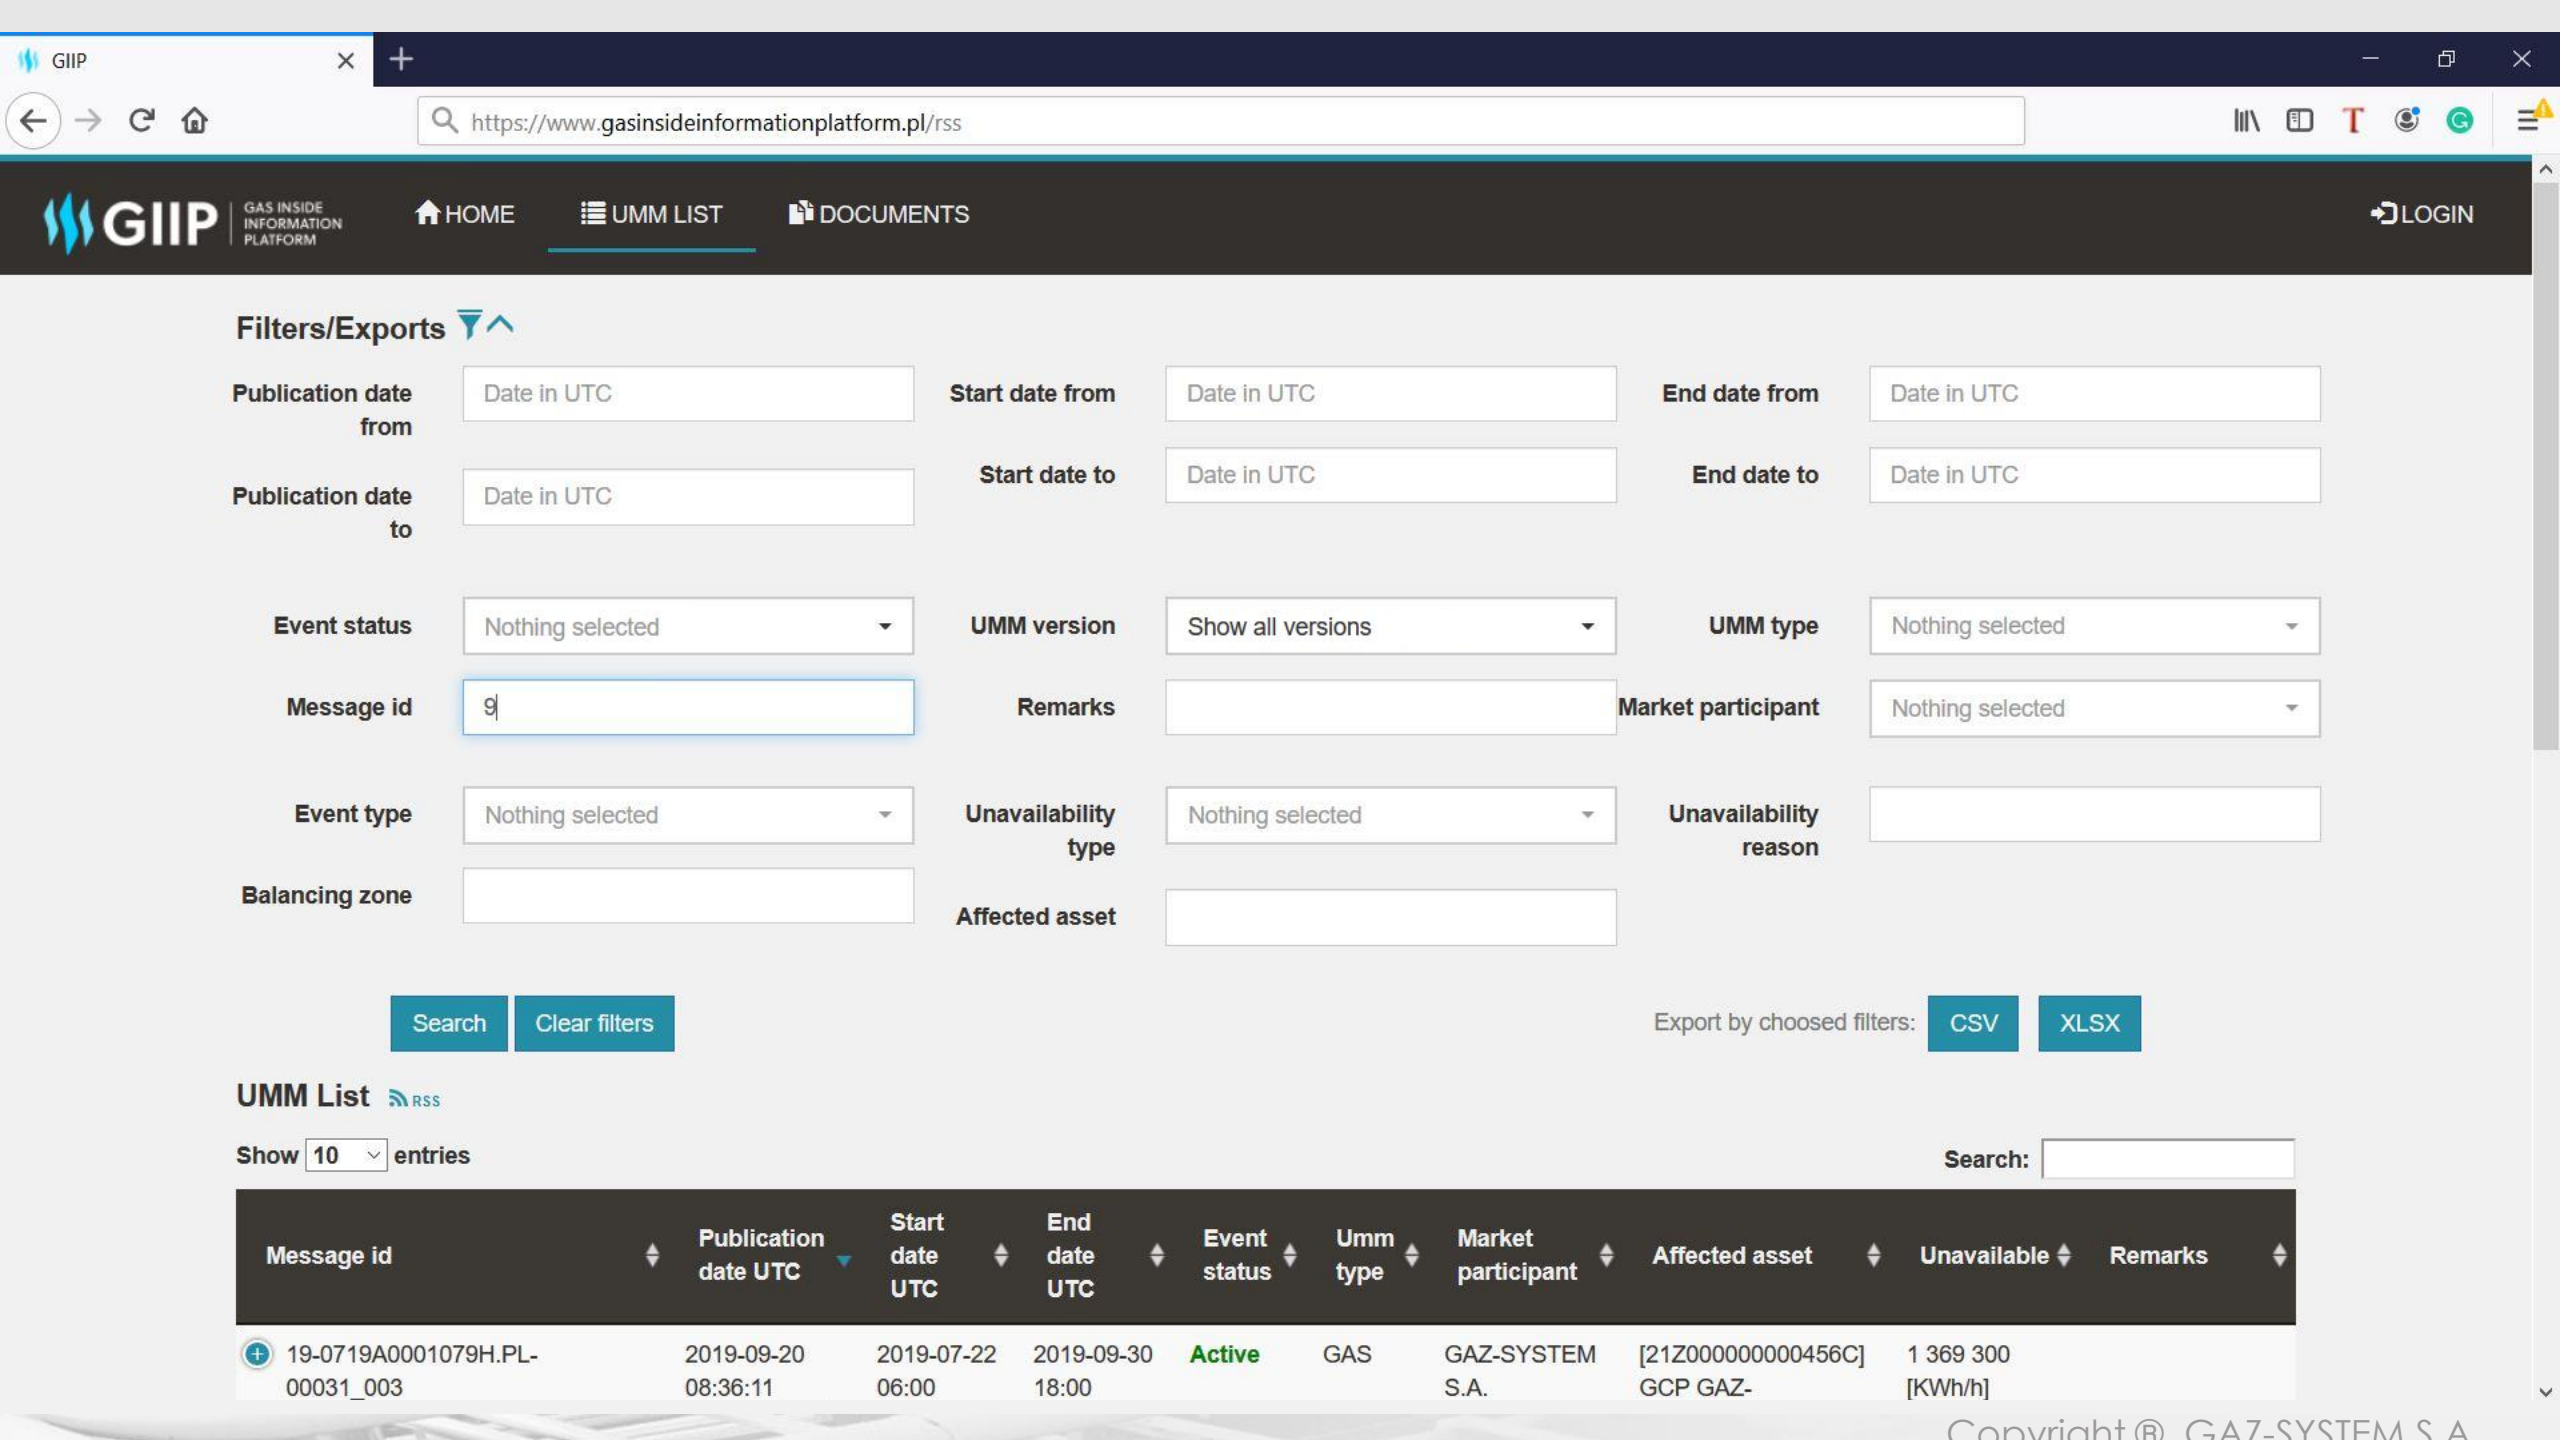 GIIP
https://www.gasinsideinformationplatform.pl/rss
GIIP GAS INSIDE
INFORMATION
PLATFORM
HOME UMM LIST DOCUMENTS LOGIN
Filters/Exports
Publication date
from Date in UTC Start date from Date in UTC End date from Date in UTC
Start date to Date in UTC End date to Date in UTC
Publication date
to Date in UTC
Event status Nothing selected UMM version Show all versions UMM type Nothing selected
Message id 9 Remarks Market participant Nothing selected
Event type Nothing selected Unavailability
type Nothing selected Unavailability
reason
Balancing zone
Affected asset
Search Clear filters Export by choosed filters: CSV XLSX
UMM List RSS
Show 10 entries Search:
Message id Publication
date UTC Start
date
UTC End
date
UTC Event
status Umm
type Market
participant Affected asset Unavailable Remarks
19-0719A0001079H.PL-
00031_003 2019-09-20
08:36:11 2019-07-22
06:00 2019-09-30
18:00 Active GAS GAZ-SYSTEM
S.A. [21Z000000000456C]
GCP GAZ- 1 369 300
[KWh/h]
Copyright ® GAZ-SYSTEM S.A.